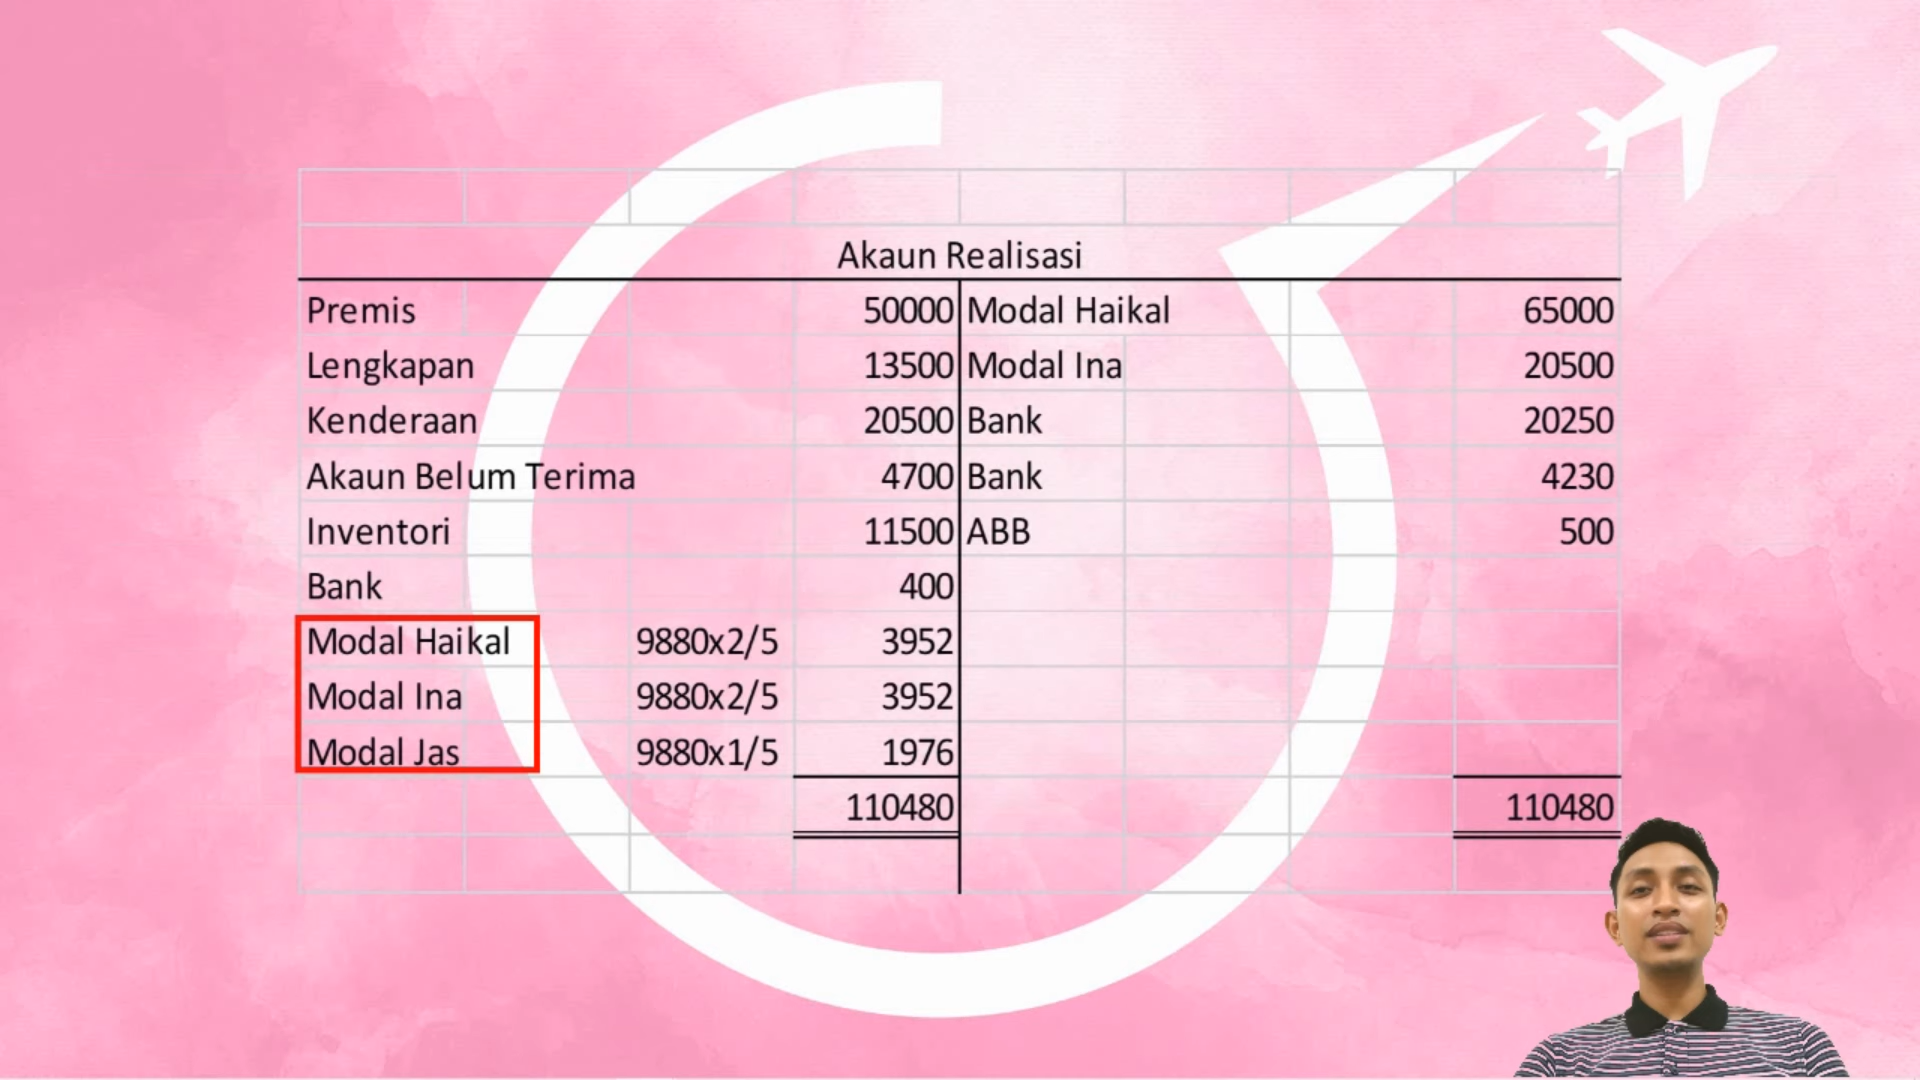 Akaun Realisasi
Premis 50000 Modal Haikal 65000
Lengkapan 13500 Modal Ina 20500
Kenderaan 20500 Bank 20250
Akaun Belum Terima 4700 Bank 4230
Inventori 11500 ABB 500
Bank 400
Modal Haikal 9880x2/5 3952
Modal Ina 9880x2/5 3952
Modal Jas 9880x1/5 1976
110480 110480